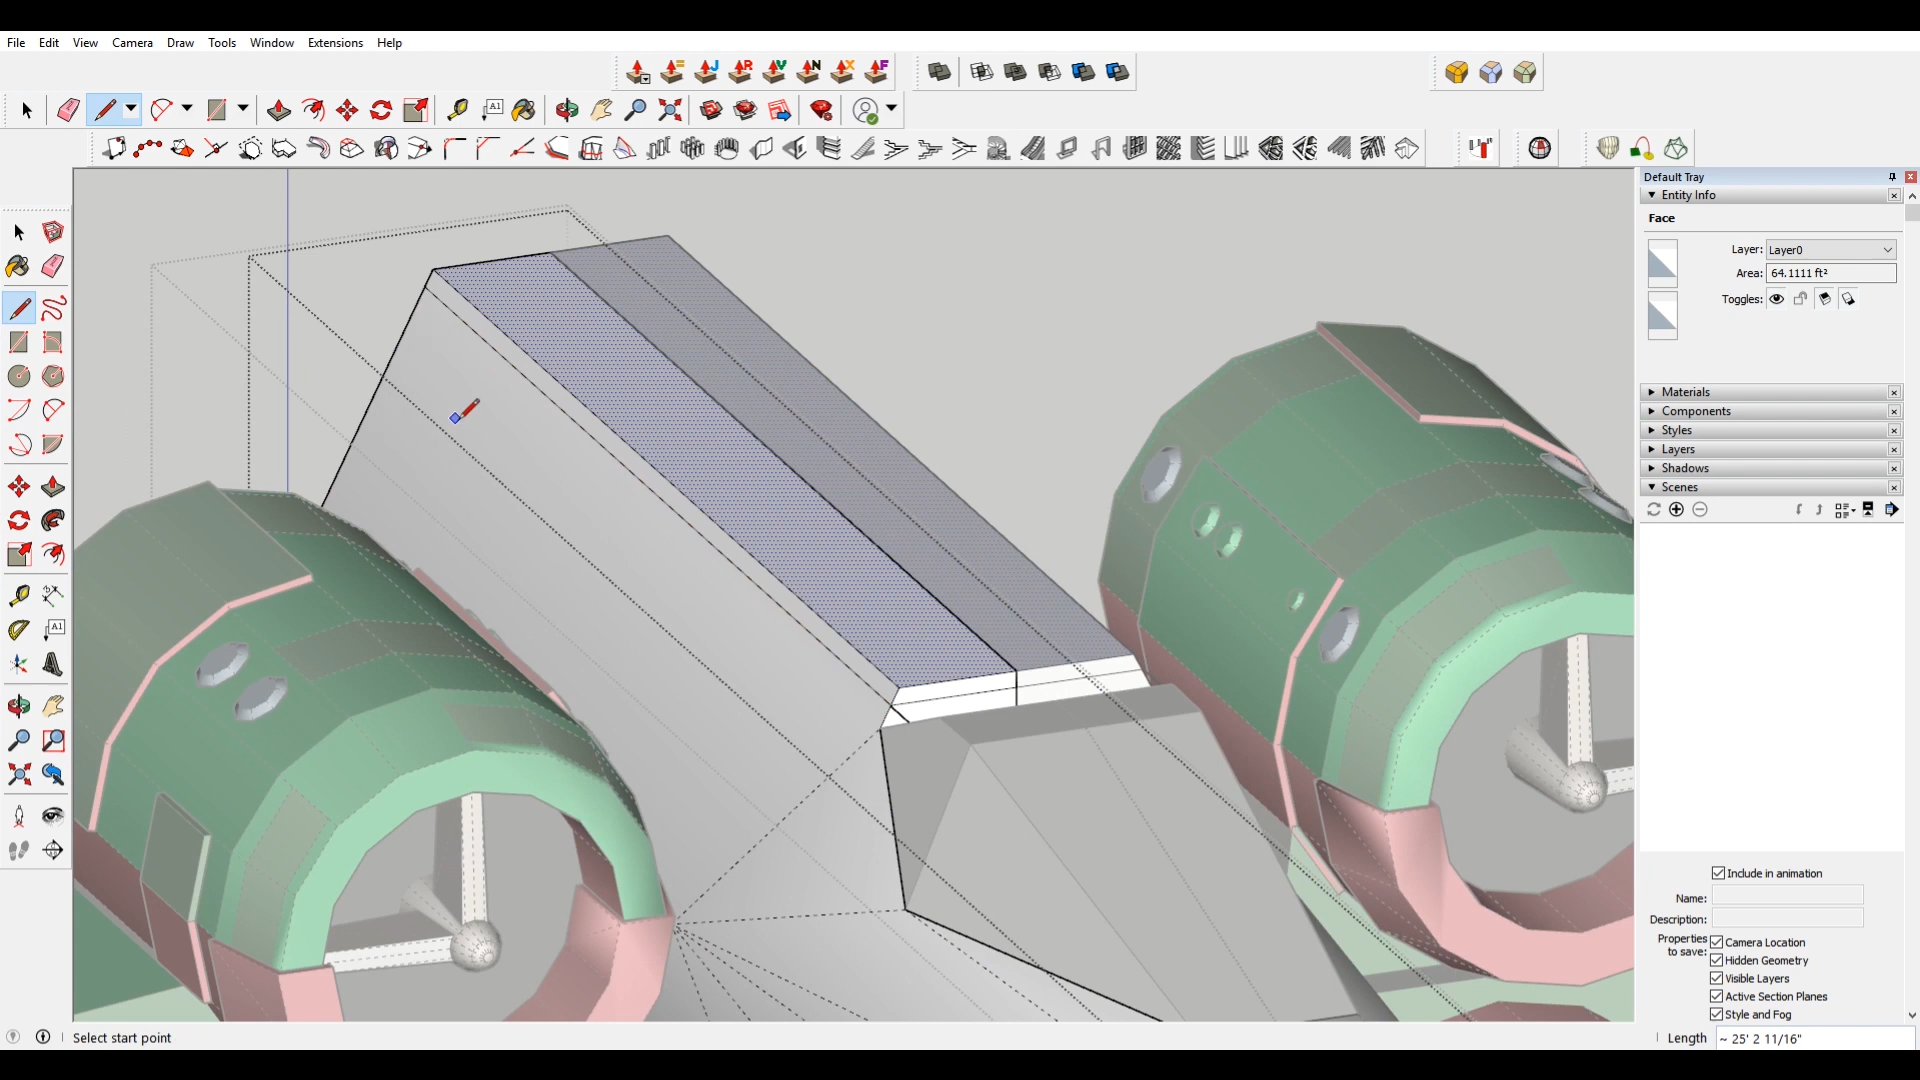 File Edit View Camera Draw Tools Window Extensions Help
= J R V N X F
A1
Default Tray
Entity Info
Face
Layer: Layer0
Area: 64.1111 ft²
Toggles:
Materials
Components
Styles
Layers
Shadows
Scenes
A1
Include in animation
Name:
Description:
Properties to save:
Camera Location
Hidden Geometry
Visible Layers
Active Section Planes
Style and Fog
Select start point
Length ~ 25' 2 11/16"